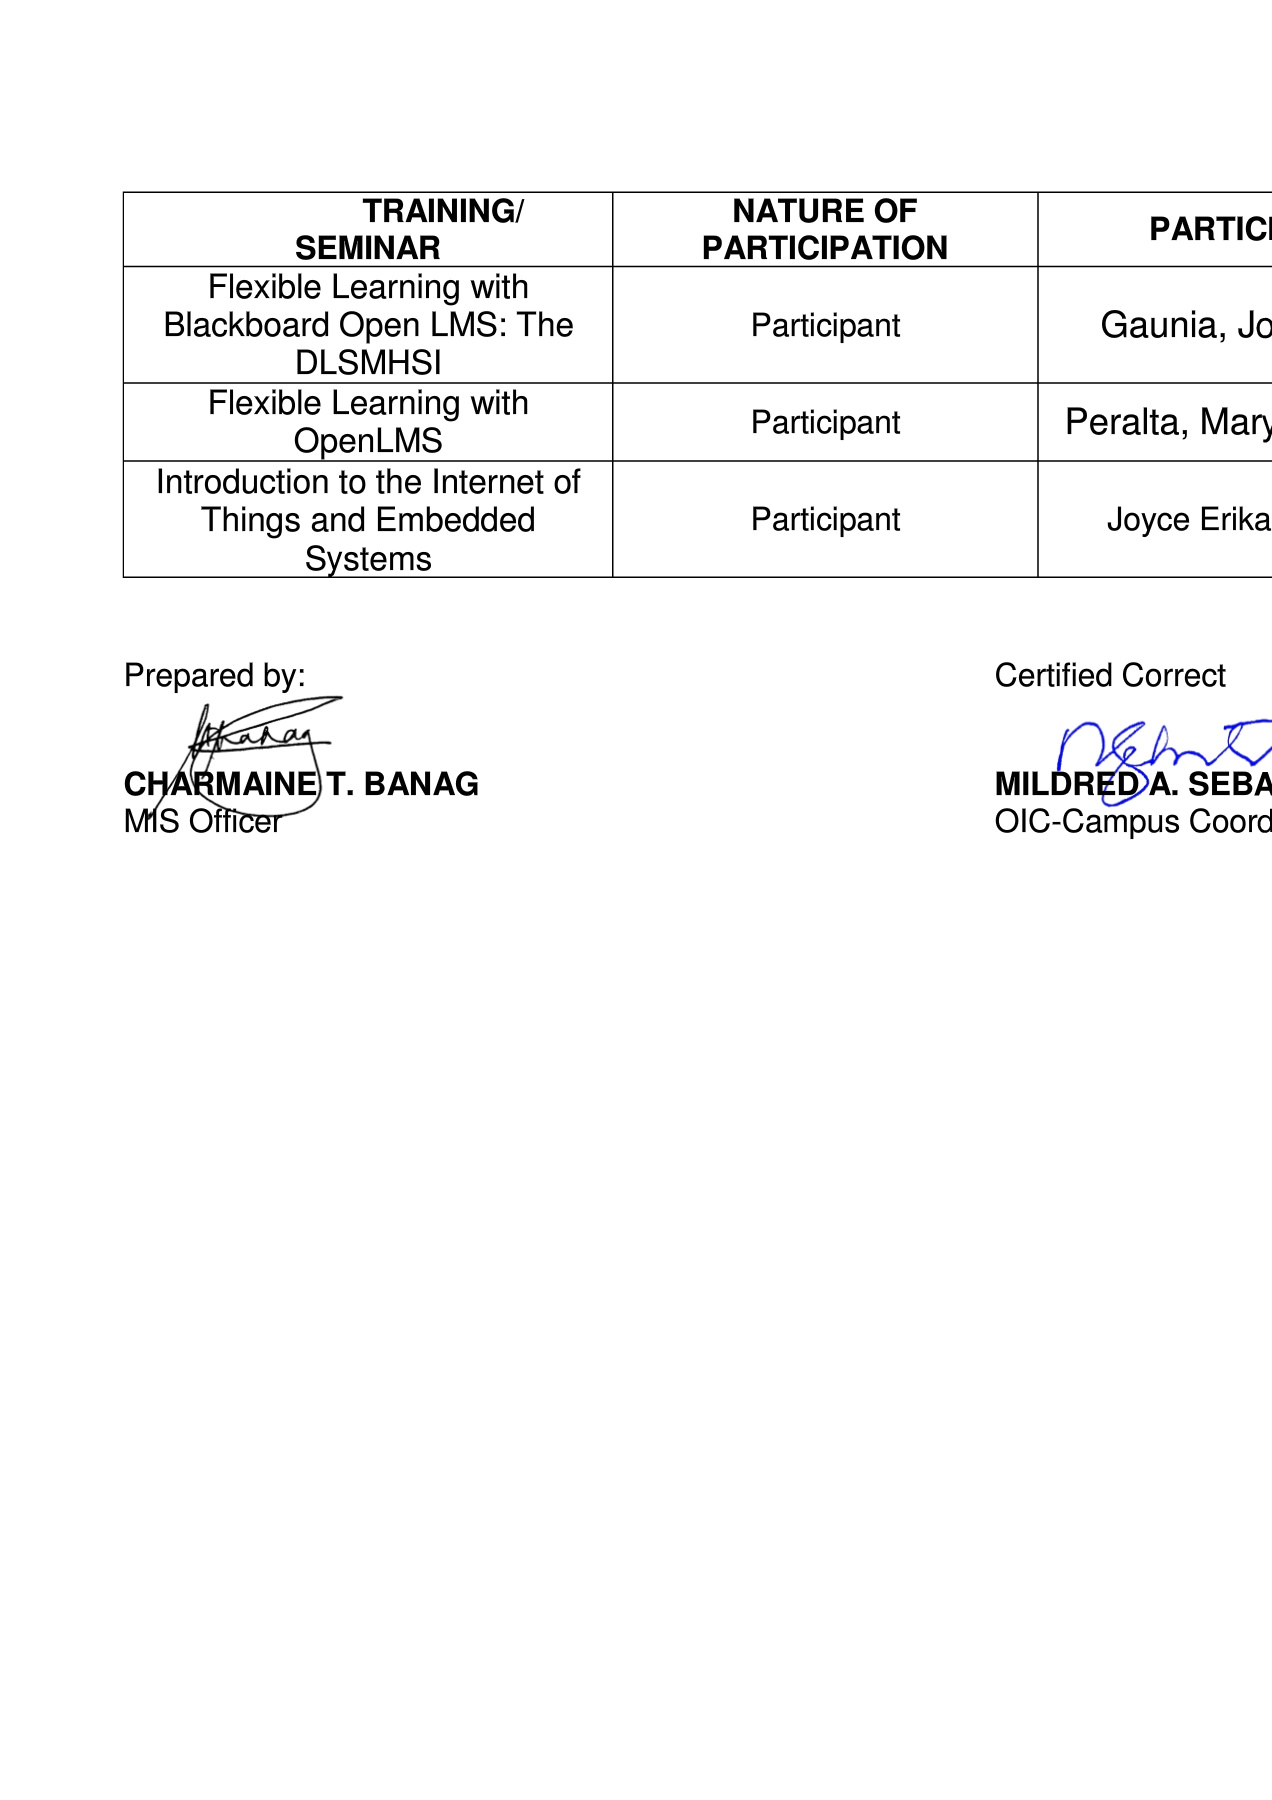 TRAINING/
SEMINAR
NATURE OF
PARTICIPATION
PARTICI
Flexible Learning with
Blackboard Open LMS: The
DLSMHSI
Participant
Gaunia, Jo
Flexible Learning with
OpenLMS
Participant
Peralta, Mary
Introduction to the Internet of
Things and Embedded
Systems
Participant
Joyce Erika
Prepared by:
Certified Correct
CHARMAINE T. BANAG
MILDRED A. SEBA
MIS Officer
OIC-Campus Coord